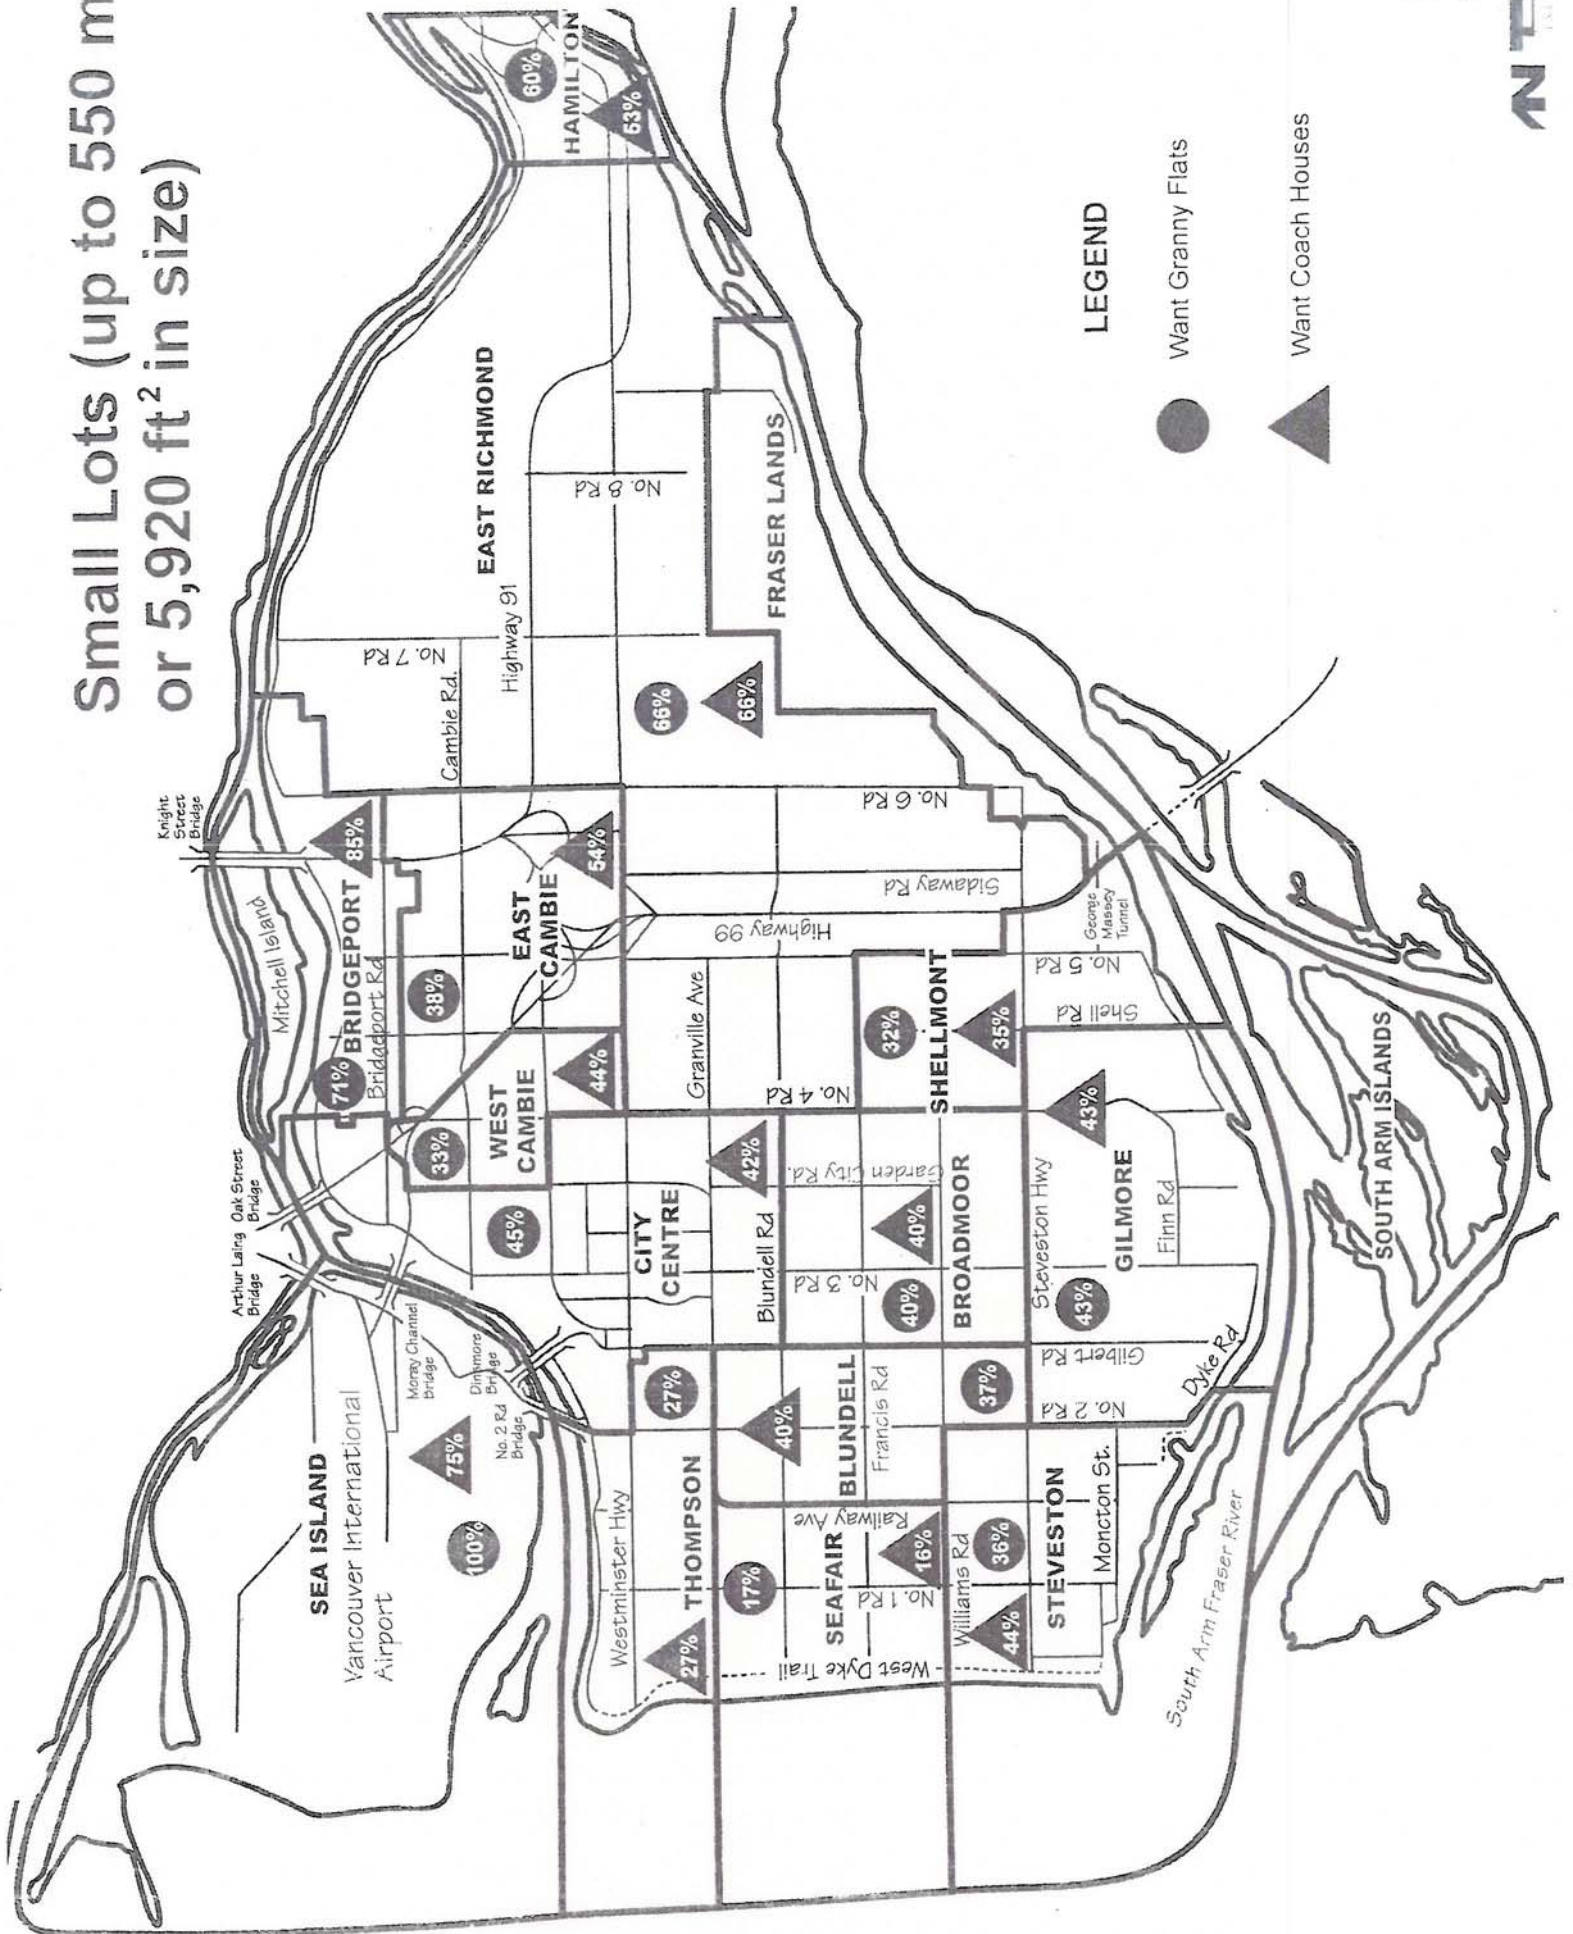 Small Lots (up to 550 m
or 5,920 ft² in size)
Knight
Street
Bridge
Mitchell Island
Oak Street
Bridge
Arthur Laing
Bridge
SEA ISLAND
Vancouver International
Airport
Moray Channel
Bridge
Dinsmore
Bridge
No. 2 Rd
Bridge
75%
100%
BRIDGEPORT
71%
85%
Bridgeport Rd
Cambie Rd.
No. 7 Rd
Highway 91
EAST RICHMOND
No. 8 Rd
HAMILTON
60%
53%
38%
EAST
CAMBIE
54%
33%
WEST
CAMBIE
44%
45%
CITY
CENTRE
42%
66%
66%
FRASER LANDS
Westminster Hwy
THOMPSON
27%
27%
Granville Ave
Blundell Rd
No. 4 Rd
Garden City Rd.
No. 3 Rd
Highway 99
Sidaway Rd
No. 6 Rd
17%
SEAFAIR
16%
No. 1 Rd
West Dyke Trail
Railway Ave
40%
BLUNDELL
Francis Rd
37%
40%
40%
BROADMOOR
32%
SHELLMONT
35%
Williams Rd
36%
44%
STEVESTON
Moncton St.
No. 2 Rd
Gilbert Rd
Dyke Rd
Steveston Hwy
43%
43%
GILMORE
Finn Rd
Shell Rd
No. 5 Rd
George
Massey
Tunnel
South Arm Fraser River
SOUTH ARM ISLANDS
LEGEND
Want Granny Flats
Want Coach Houses
N